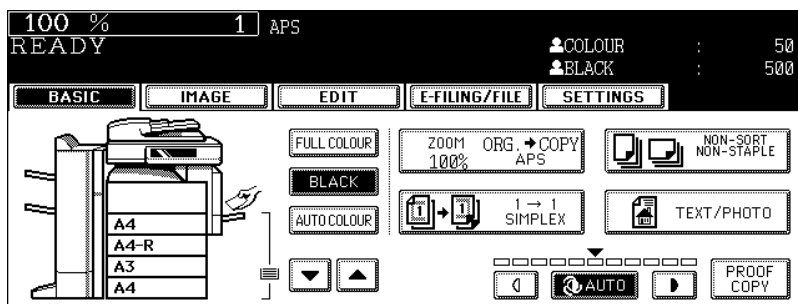 100 % 1 APS
READY
COLOUR : 50
BLACK : 500
BASIC IMAGE EDIT E-FILING/FILE SETTINGS
FULL COLOUR
BLACK
AUTO COLOUR
ZOOM ORG. → COPY
100% APS
NON-SORT
NON-STAPLE
1 → 1 1 → 1
SIMPLEX
TEXT/PHOTO
A4
A4-R
A3
A4
AUTO
PROOF
COPY